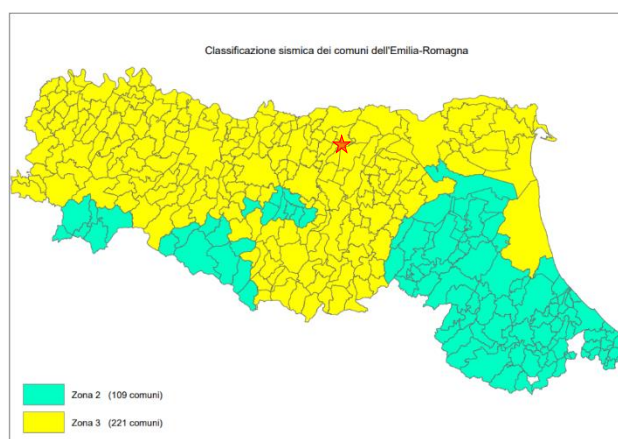 Classificazione sismica dei comuni dell'Emilia-Romagna
Zona 2 (109 comuni)
Zona 3 (221 comuni)